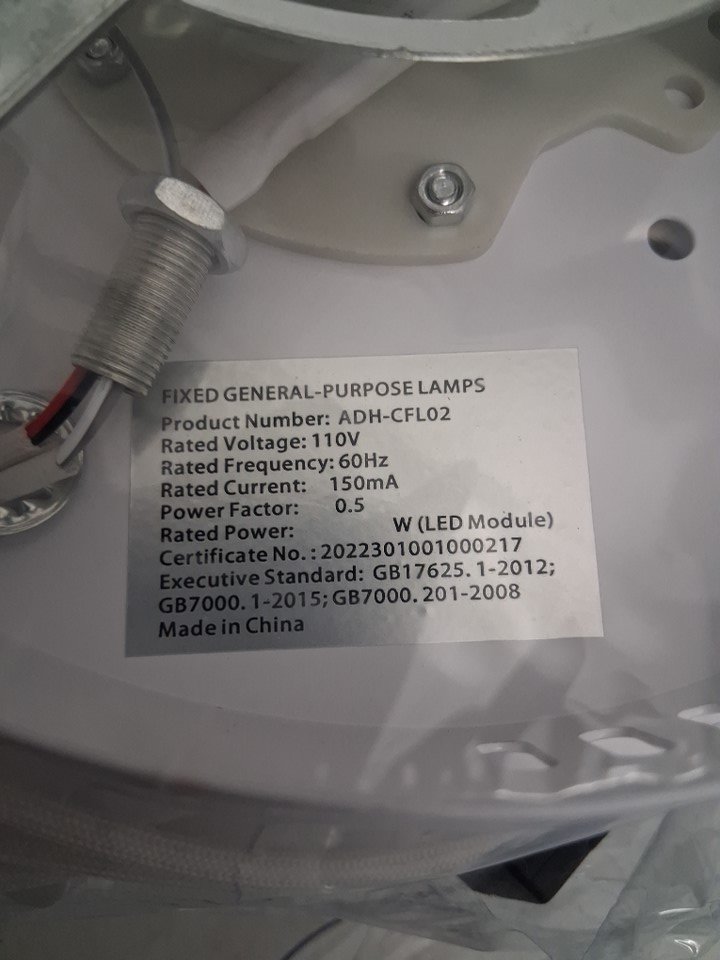 FIXED GENERAL-PURPOSE LAMPS
Product Number: ADH-CFL02
Rated Voltage: 110V
Rated Frequency: 60Hz
Rated Current: 150mA
Power Factor: 0.5
Rated Power: W (LED Module)
Certificate No.: 2022301001000217
Executive Standard: GB17625.1-2012;
GB7000.1-2015; GB7000.201-2008
Made in China